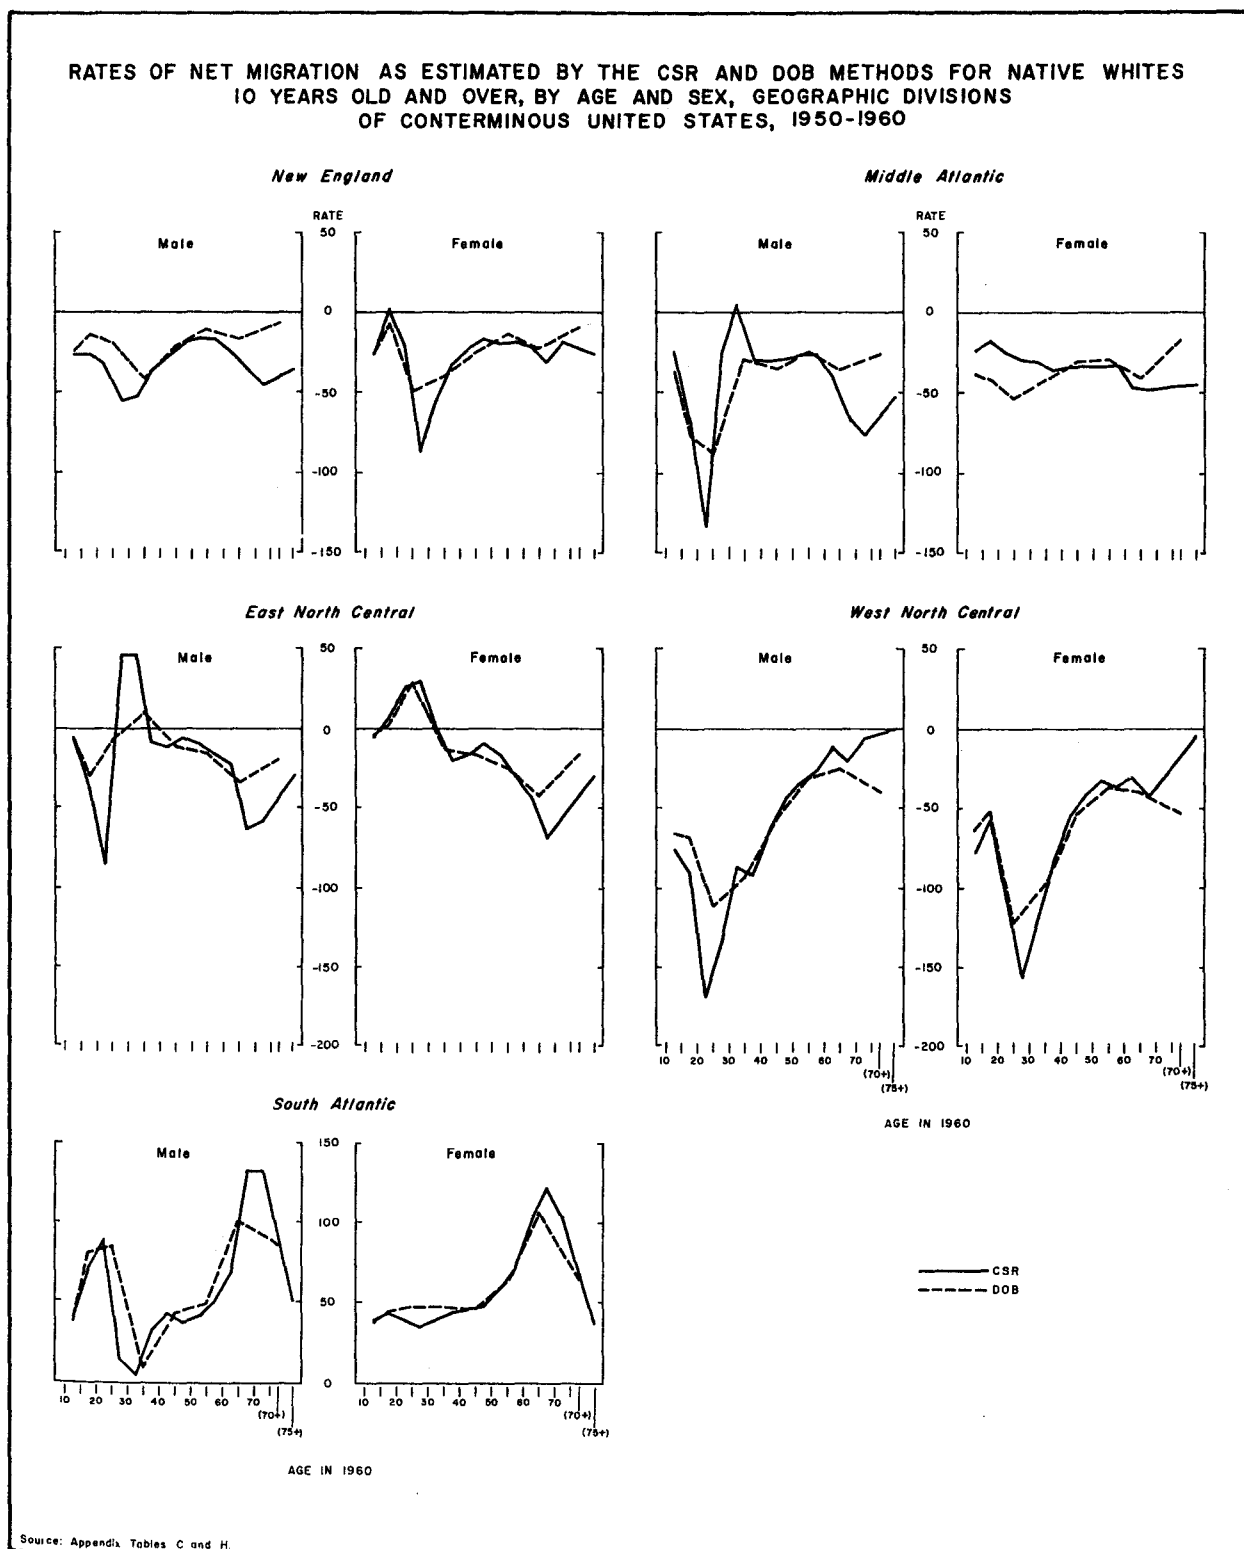 RATES OF NET MIGRATION AS ESTIMATED BY THE CSR AND DOB METHODS FOR NATIVE WHITES
10 YEARS OLD AND OVER, BY AGE AND SEX, GEOGRAPHIC DIVISIONS
OF CONTERMINOUS UNITED STATES, 1950-1960
New England
Middle Atlantic
RATE
RATE
50
50
Male
Female
Male
Female
0
0
-50
-50
-100
-100
-150
-150
East North Central
West North Central
50
50
Male
Female
Male
Female
0
0
-50
-50
-100
-100
-150
-150
-200
-200
10 20 30 40 50 60 70
(70+)
(75+)
10 20 30 40 50 60 70
(70+)
(75+)
South Atlantic
AGE IN 1960
150
Male
Female
100
CSR
DOB
50
0
10 20 30 40 50 60 70
(70+)
(75+)
10 20 30 40 50 60 70
(70+)
(75+)
AGE IN 1960
Source: Appendix Tables C and H.